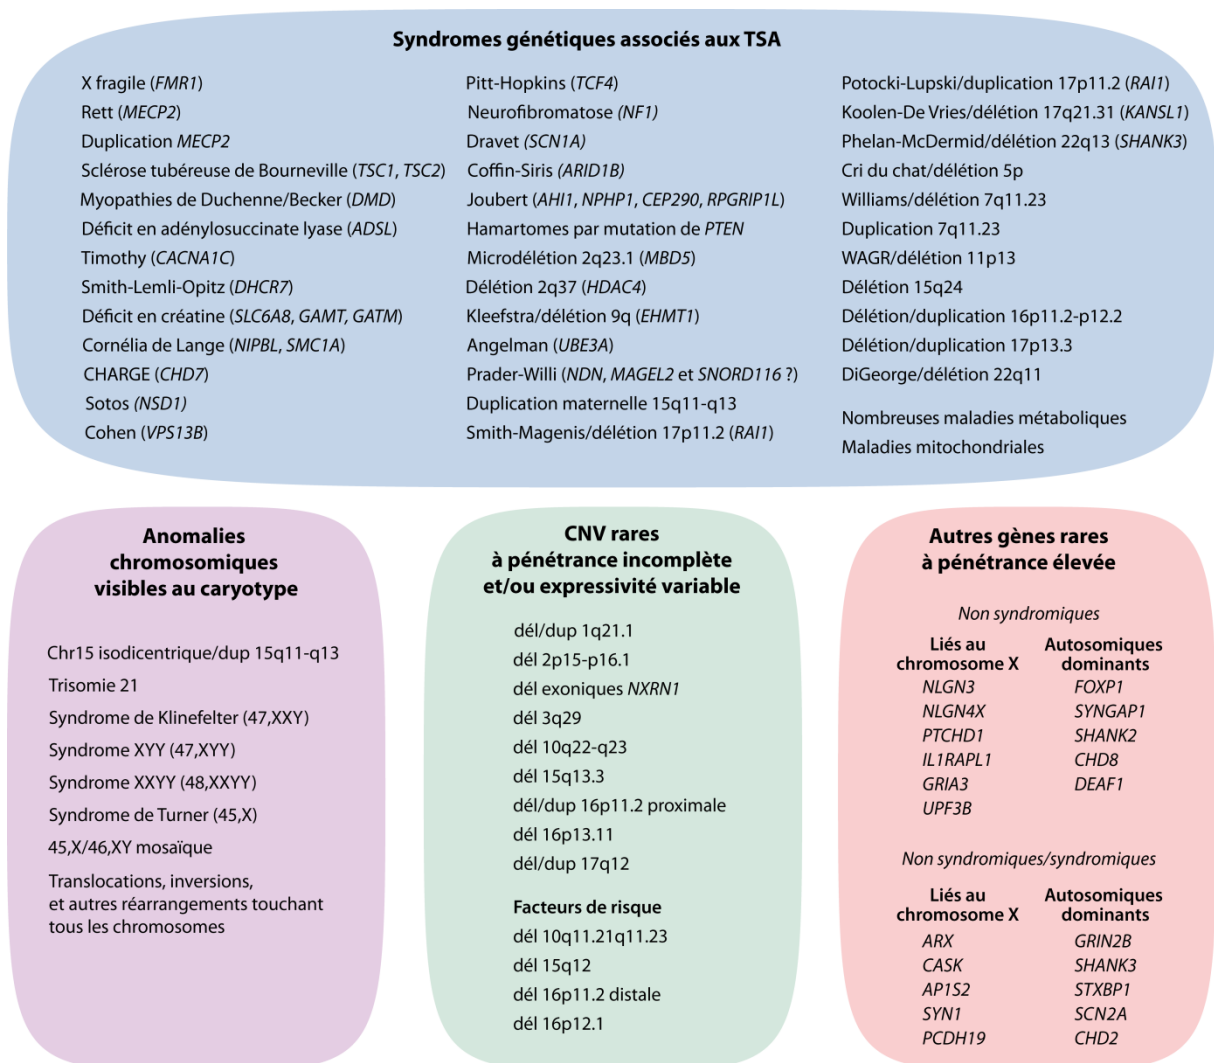 Syndromes génétiques associés aux TSA
X fragile (FMR1)
Rett (MECP2)
Duplication MECP2
Sclérose tubéreuse de Bourneville (TSC1, TSC2)
Myopathies de Duchenne/Becker (DMD)
Déficit en adénylosuccinate lyase (ADSL)
Timothy (CACNA1C)
Smith-Lemli-Opitz (DHCR7)
Déficit en créatine (SLC6A8, GAMT, GATM)
Cornélia de Lange (NIPBL, SMC1A)
CHARGE (CHD7)
Sotos (NSD1)
Cohen (VPS13B)
Pitt-Hopkins (TCF4)
Neurofibromatose (NF1)
Dravet (SCN1A)
Coffin-Siris (ARID1B)
Joubert (AHI1, NPHP1, CEP290, RPGRIP1L)
Hamartomes par mutation de PTEN
Microdélétion 2q23.1 (MBD5)
Délétion 2q37 (HDAC4)
Kleefstra/délétion 9q (EHMT1)
Angelman (UBE3A)
Prader-Willi (NDN, MAGEL2 et SNORD116 ?)
Duplication maternelle 15q11-q13
Smith-Magenis/délétion 17p11.2 (RAI1)
Potocki-Lupski/duplication 17p11.2 (RAI1)
Koolen-De Vries/délétion 17q21.31 (KANSL1)
Phelan-McDermid/délétion 22q13 (SHANK3)
Cri du chat/délétion 5p
Williams/délétion 7q11.23
Duplication 7q11.23
WAGR/délétion 11p13
Délétion 15q24
Délétion/duplication 16p11.2-p12.2
Délétion/duplication 17p13.3
DiGeorge/délétion 22q11
Nombreuses maladies métaboliques
Maladies mitochondriales
Anomalies
chromosomiques
visibles au caryotype
Chr15 isodicentrique/dup 15q11-q13
Trisomie 21
Syndrome de Klinefelter (47,XXY)
Syndrome XYY (47,XYY)
Syndrome XXYY (48,XXYY)
Syndrome de Turner (45,X)
45,X/46,XY mosaïque
Translocations, inversions,
et autres réarrangements touchant
tous les chromosomes
CNV rares
à pénétrance incomplète
et/ou expressivité variable
dél/dup 1q21.1
dél 2p15-p16.1
dél exoniques NXRN1
dél 3q29
dél 10q22-q23
dél 15q13.3
dél/dup 16p11.2 proximale
dél 16p13.11
dél/dup 17q12
Facteurs de risque
dél 10q11.21q11.23
dél 15q12
dél 16p11.2 distale
dél 16p12.1
Autres gènes rares
à pénétrance élevée
Non syndromiques
Liés au
chromosome X
NLGN3
NLGN4X
PTCHD1
IL1RAPL1
GRIA3
UPF3B
Autosomiques
dominants
FOXP1
SYNGAP1
SHANK2
CHD8
DEAF1
Non syndromiques/syndromiques
Liés au
chromosome X
ARX
CASK
AP1S2
SYN1
PCDH19
Autosomiques
dominants
GRIN2B
SHANK3
STXBP1
SCN2A
CHD2